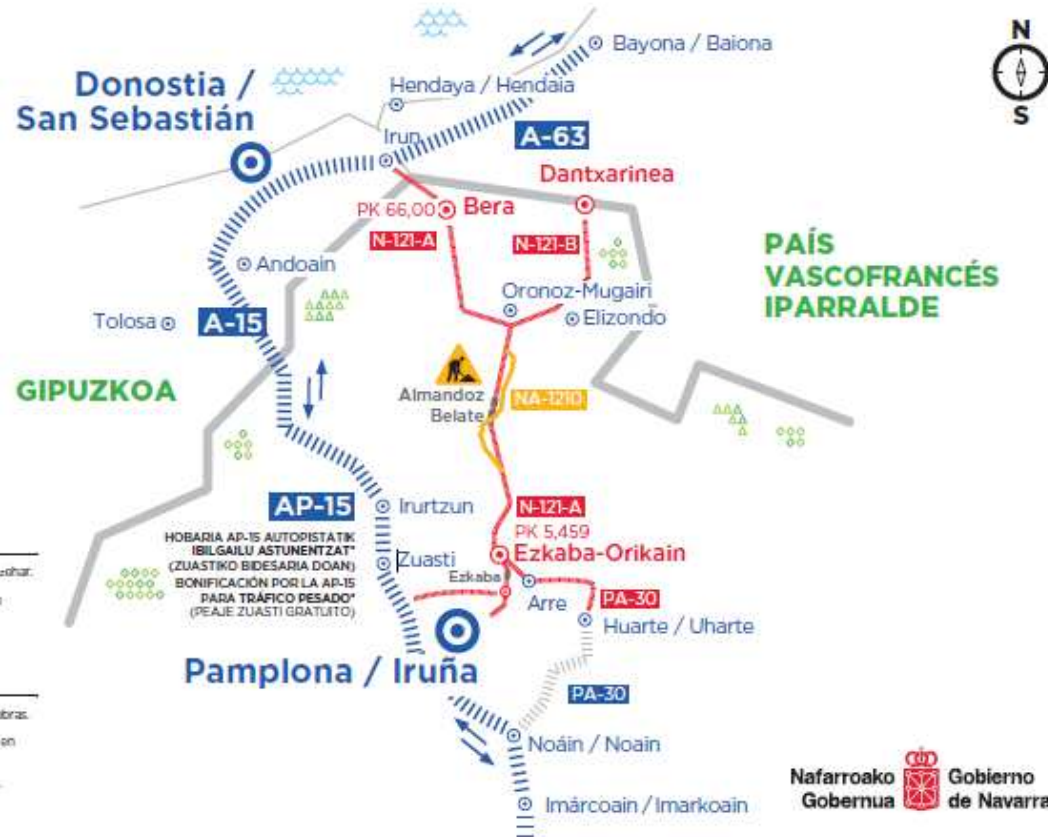 N
S
Bayona / Baiona
Donostia /
San Sebastián
Hendaya / Hendaia
Irun
A-63
Dantxarinea
PK 66,00
Bera
N-121-A
N-121-B
PAÍS
VASCOFRANCÉS
IPARRALDE
Andoain
Oronoz-Mugairi
Elizondo
Tolosa
A-15
GIPUZKOA
Almandoz
Belate
NA-1210
AP-15
Irurtzun
N-121-A
PK 5,459
HOBARIA AP-15 AUTOPISTATIK
IBILGAILU ASTUNENTZAT*
(ZUASTIKO BIDESARIA DOAN)
BONIFICACIÓN POR LA AP-15
PARA TRÁFICO PESADO*
(PEAJE ZUASTI GRATUITO)
Zuasti
Ezkaba-Orikain
Ezkaba
Arre
PA-30
Huarte / Uharte
Pamplona / Iruña
PA-30
Noáin / Noain
Imárcoain / Imarkoain
en
Nafarroako
Gobernua
Gobierno
de Navarra